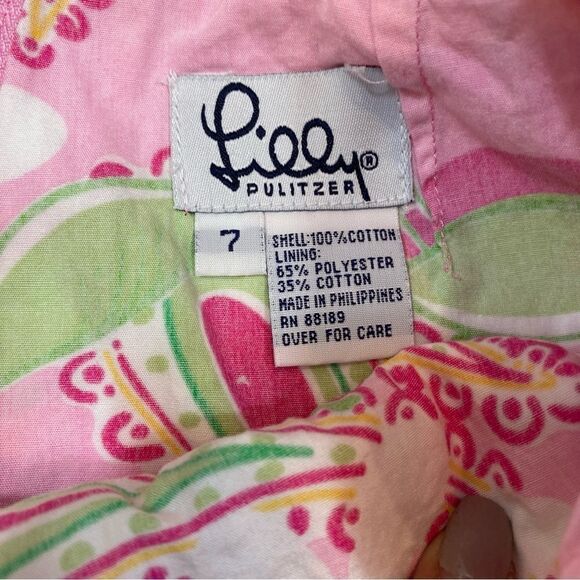 Lilly®
PULITZER
7
SHELL:100%COTTON
LINING:
65% POLYESTER
35% COTTON
MADE IN PHILIPPINES
RN 88189
OVER FOR CARE